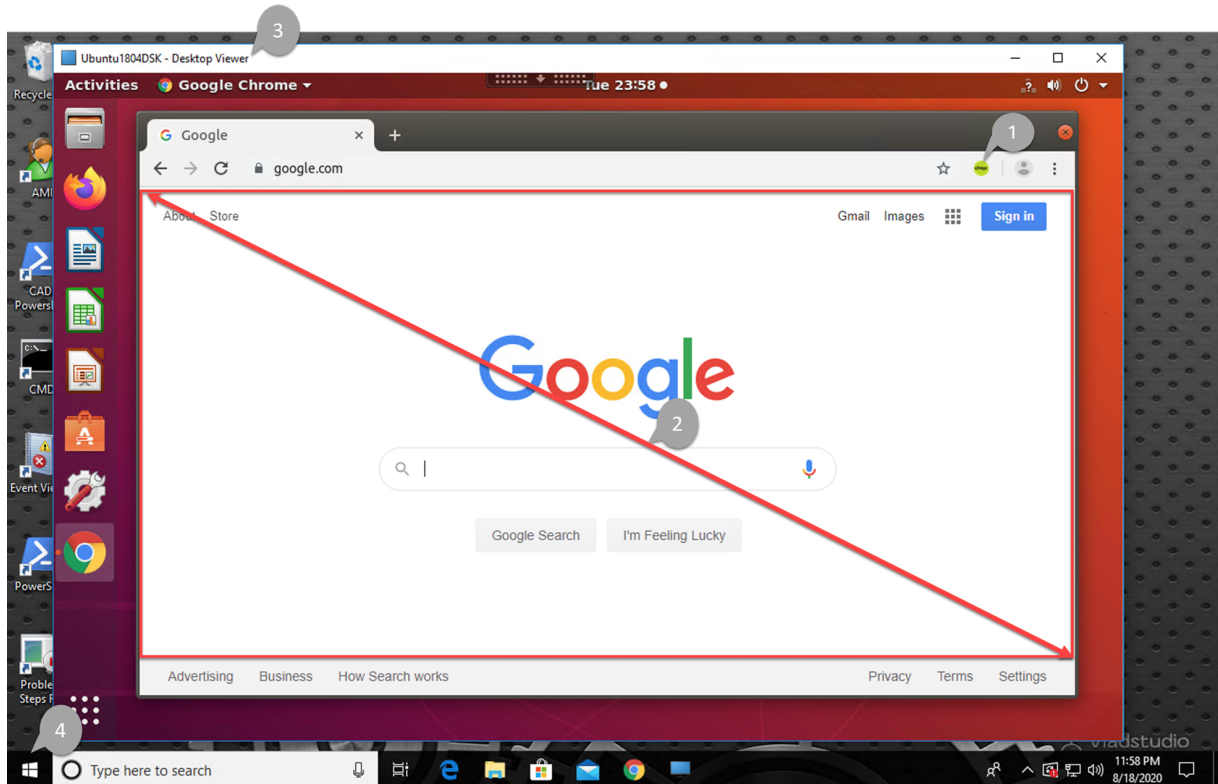 3
Ubuntu1804DSK - Desktop Viewer
Recycle
Activities Google Chrome Tue 23:58
Google
1
google.com
AMI
About Store Gmail Images Sign in
CAD
Powers
Google
CMD
2
Event Vie
Google Search I'm Feeling Lucky
PowerS
Advertising Business How Search works Privacy Terms Settings
Proble
Steps R
4
vladstudio
Type here to search
11:58 PM
8/18/2020